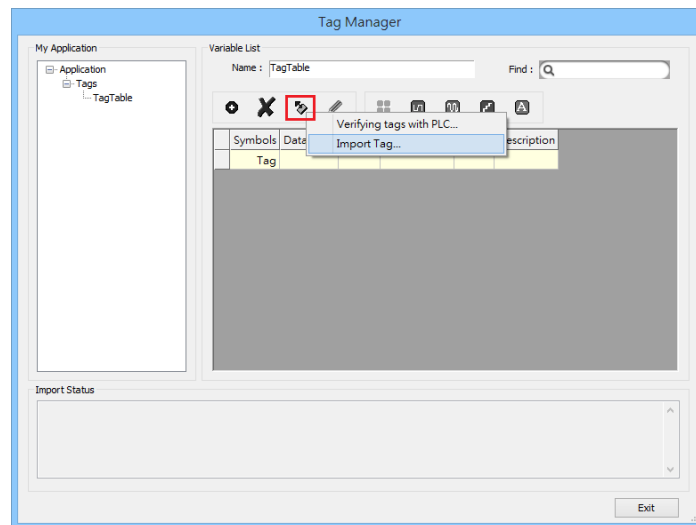 Tag Manager
My Application
Application
Tags
TagTable
Variable List
Name : TagTable
Find :
Verifying tags with PLC...
Import Tag...
Symbols Data escription
Tag
Import Status
Exit